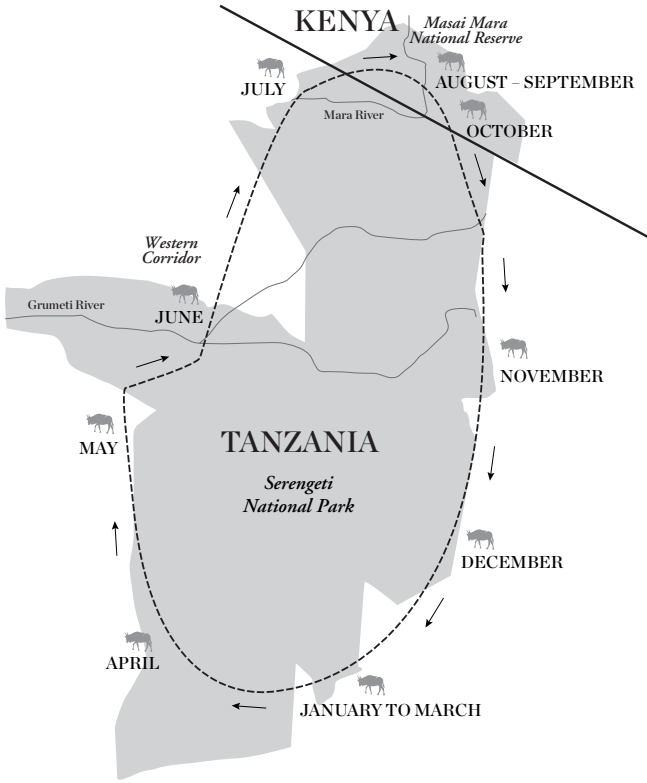 KENYA
Masai Mara
National Reserve
JULY
AUGUST – SEPTEMBER
Mara River
OCTOBER
Western
Corridor
Grumeti River
JUNE
NOVEMBER
MAY
TANZANIA
Serengeti
National Park
DECEMBER
APRIL
JANUARY TO MARCH